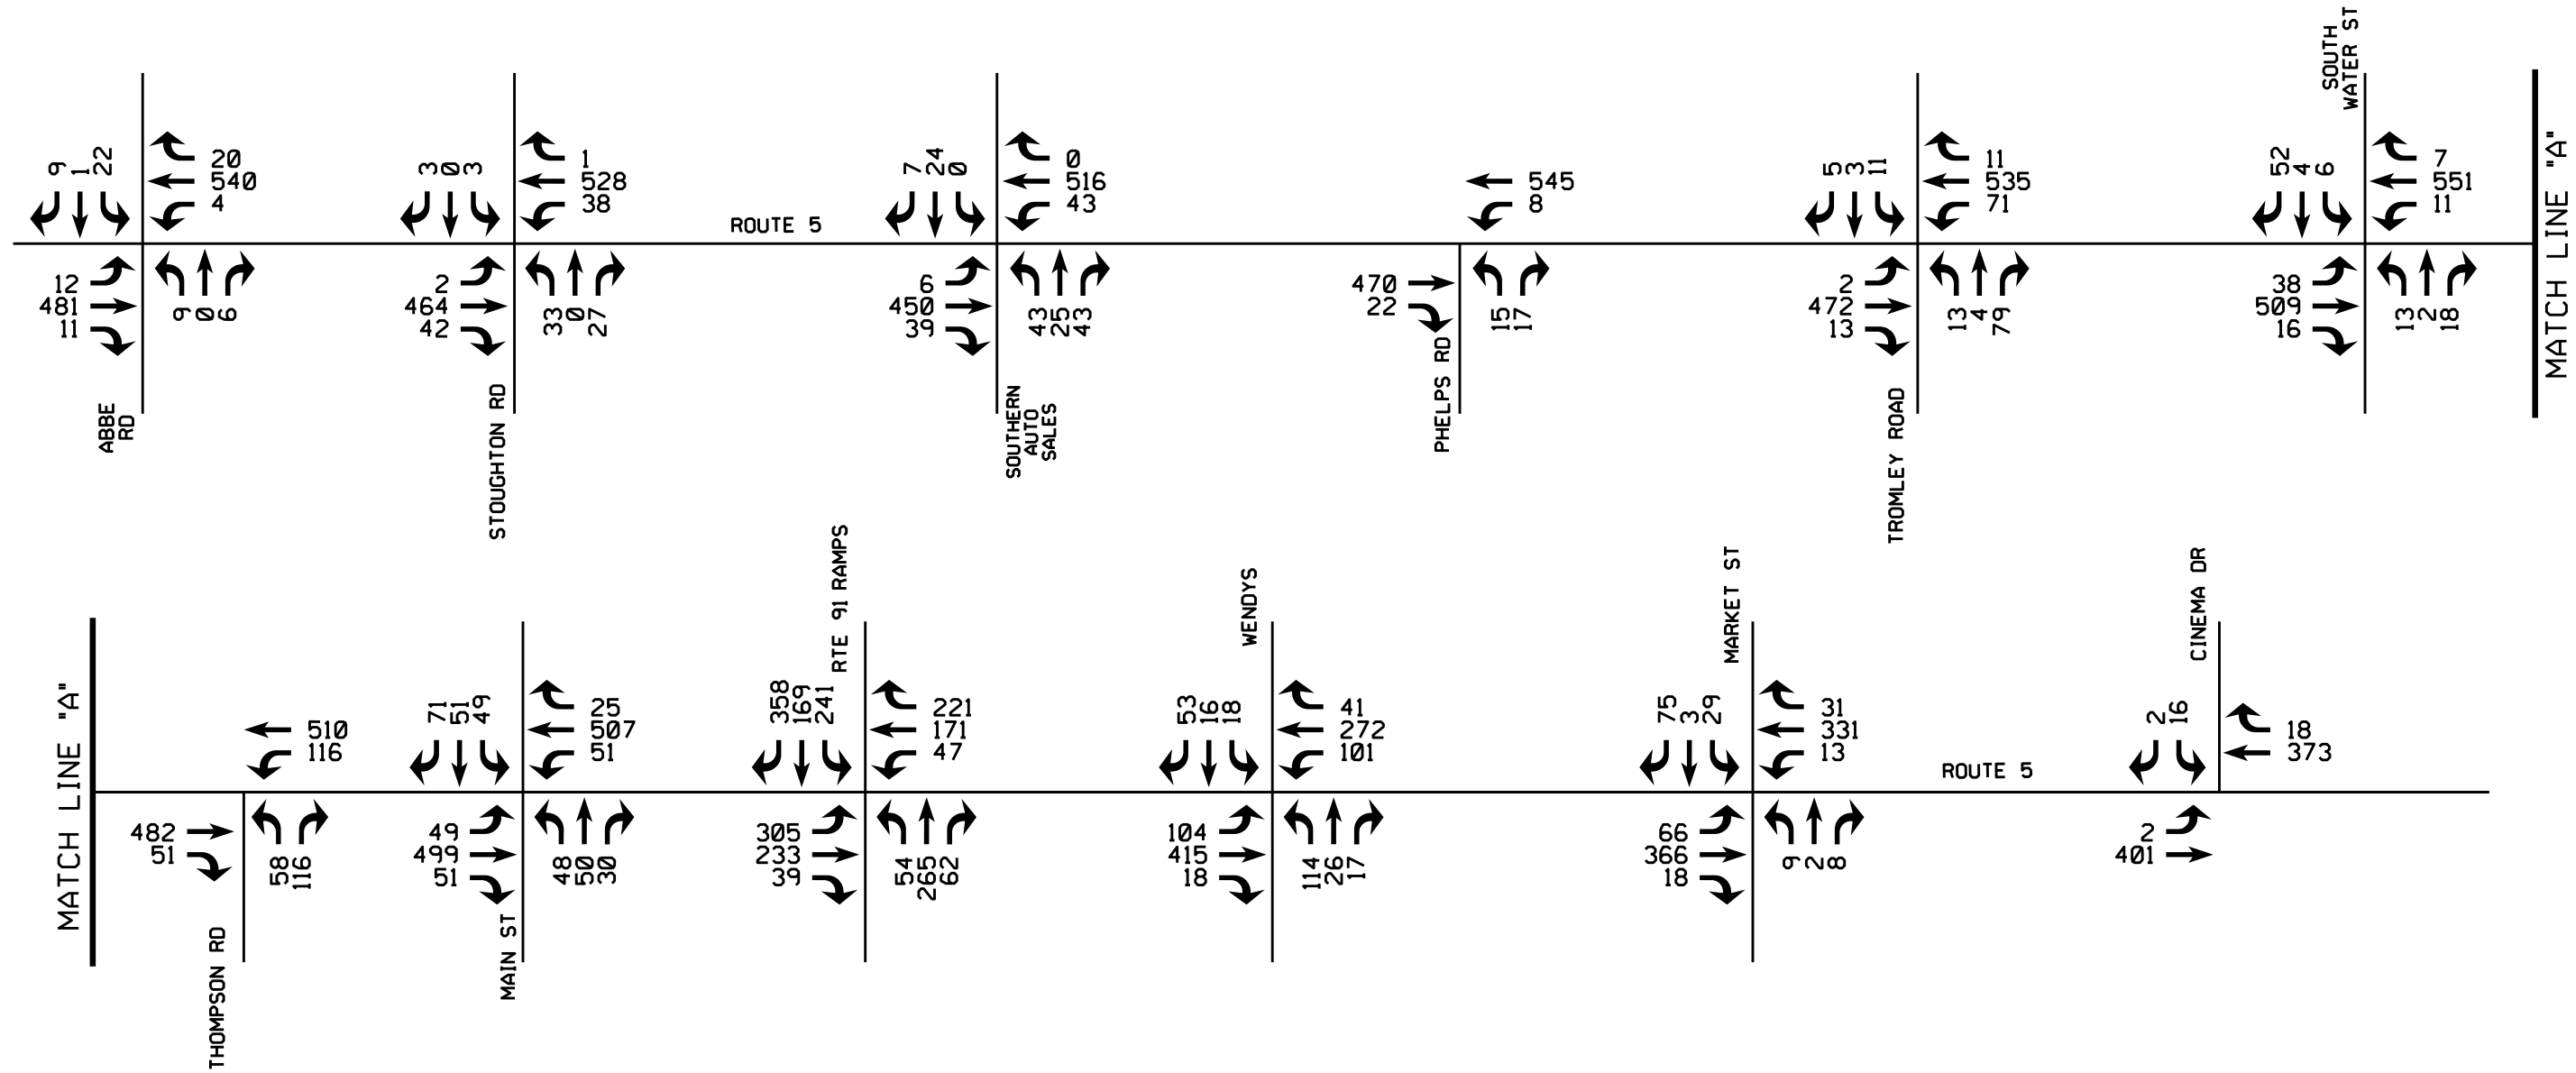 SOUTH
WATER ST
9 1 22
20
540
4
12
481
11
9 0 6
ABBE
RD
3 0 3
1
528
38
2
464
42
33 0 27
STOUGHTON RD
ROUTE 5
7 24 0
0
516
43
6
450
39
43 25 43
SOUTHERN
AUTO
SALES
545
8
470
22
15 17
PHELPS RD
5 3 11
11
535
71
2
472
13
13 4 79
TROMLEY ROAD
52 4 6
7
551
11
38
509
16
13 2 18
MATCH LINE "A"
MATCH LINE "A"
510
116
482
51
58 116
THOMPSON RD
71 51 49
25
507
51
49
499
51
48 50 30
MAIN ST
RTE 91 RAMPS
358 169 241
221
171
47
305
233
39
54 265 62
WENDYS
53 16 18
41
272
101
104
415
18
114 26 17
MARKET ST
75 3 29
31
331
13
66
366
18
9 2 8
ROUTE 5
CINEMA DR
2 16
18
373
2
401